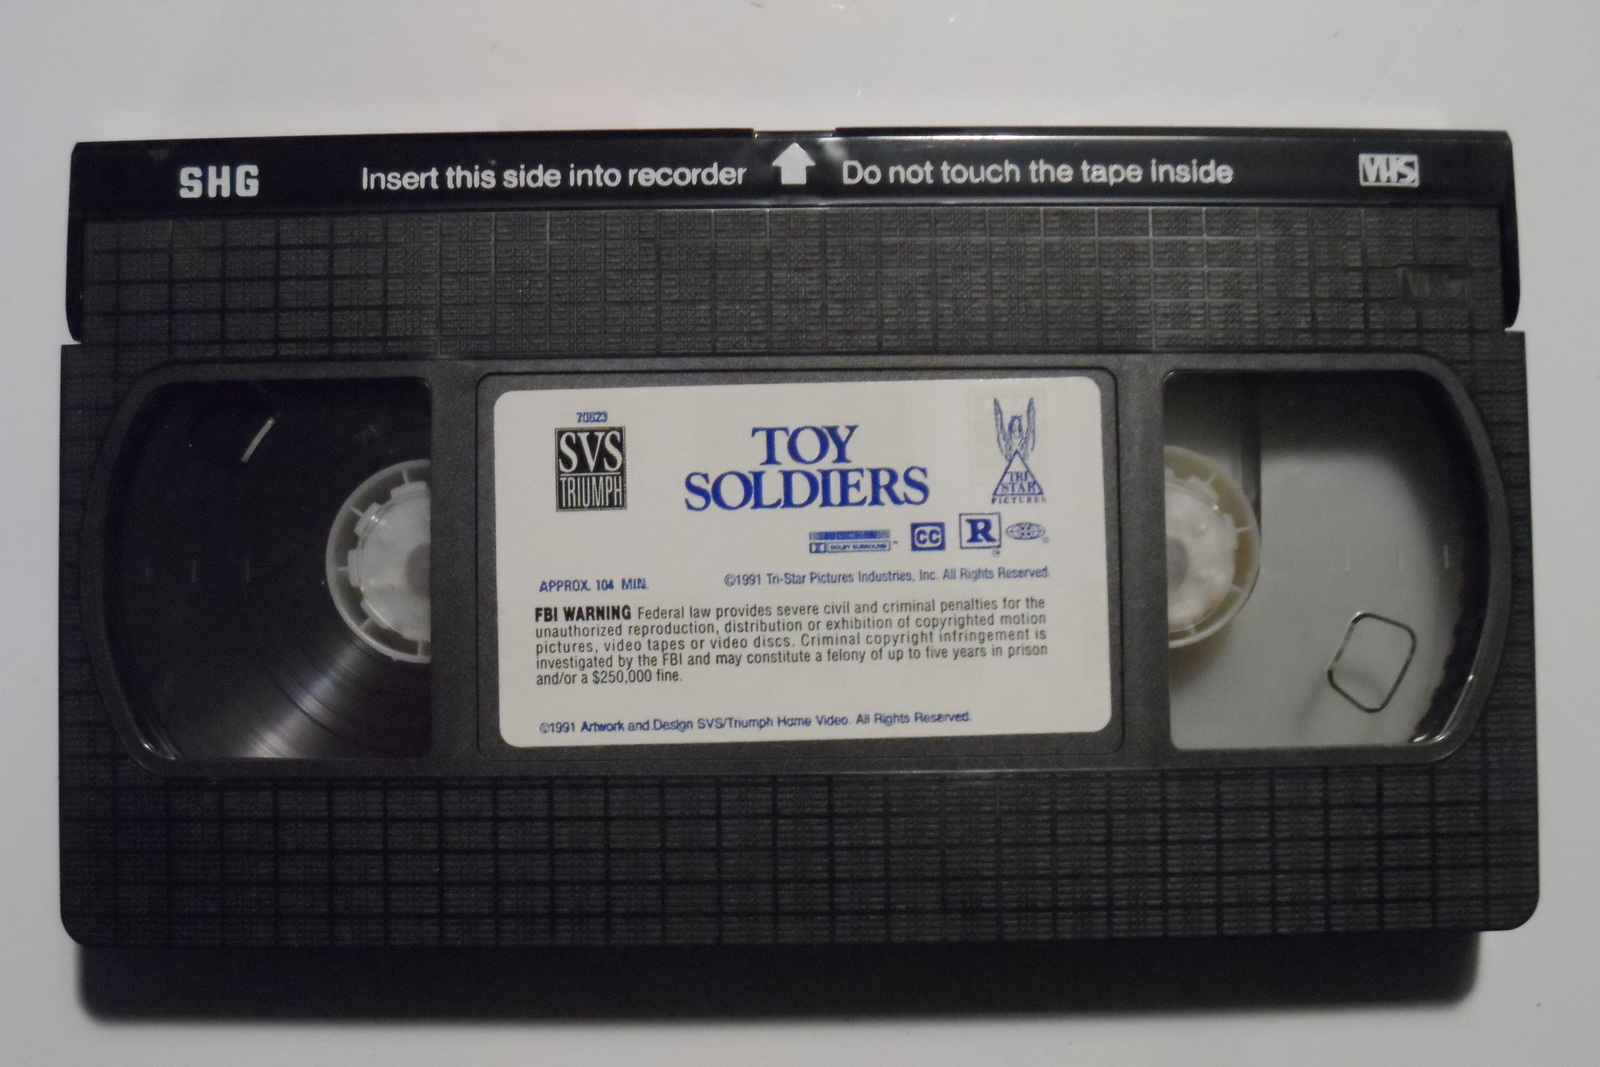 SHG Insert this side into recorder Do not touch the tape inside VHS
70623
SVS
TRIUMPH
TOY
SOLDIERS
TRI
STAR
PICTURES
DOLBY SURROUND
CC
R
APPROX. 104 MIN.
©1991 Tri-Star Pictures Industries, Inc. All Rights Reserved.
FBI WARNING Federal law provides severe civil and criminal penalties for the
unauthorized reproduction, distribution or exhibition of copyrighted motion
pictures, video tapes or video discs. Criminal copyright infringement is
investigated by the FBI and may constitute a felony of up to five years in prison
and/or a $250,000 fine.
©1991 Artwork and Design SVS/Triumph Home Video. All Rights Reserved.